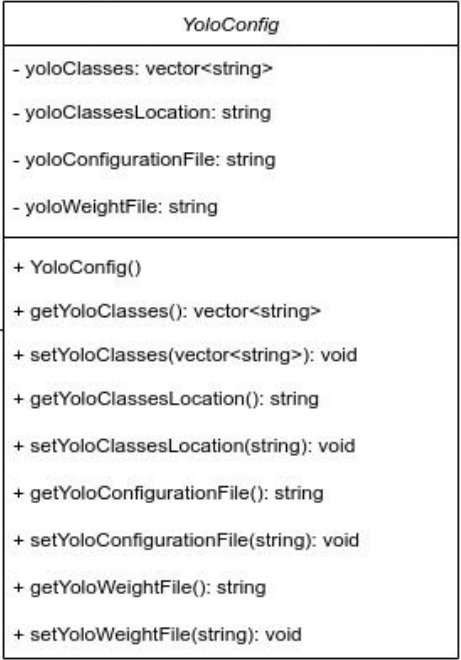 YoloConfig
- yoloClasses: vector<string>
- yoloClassesLocation: string
- yoloConfigurationFile: string
- yoloWeightFile: string
+ YoloConfig()
+ getYoloClasses(): vector<string>
+ setYoloClasses(vector<string>): void
+ getYoloClassesLocation(): string
+ setYoloClassesLocation(string): void
+ getYoloConfigurationFile(): string
+ setYoloConfigurationFile(string): void
+ getYoloWeightFile(): string
+ setYoloWeightFile(string): void